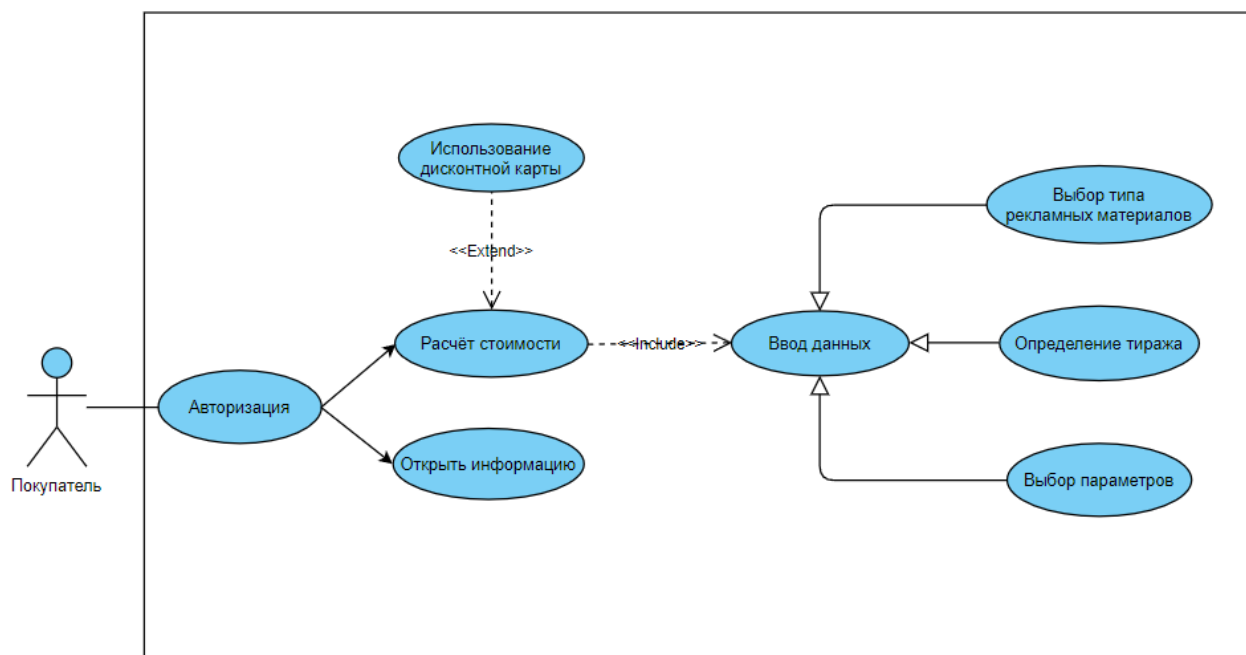 Использование
дисконтной карты
Выбор типа
рекламных материалов
<<Extend>>
Расчёт стоимости
<<Include>>
Ввод данных
Определение тиража
Авторизация
Открыть информацию
Выбор параметров
Покупатель